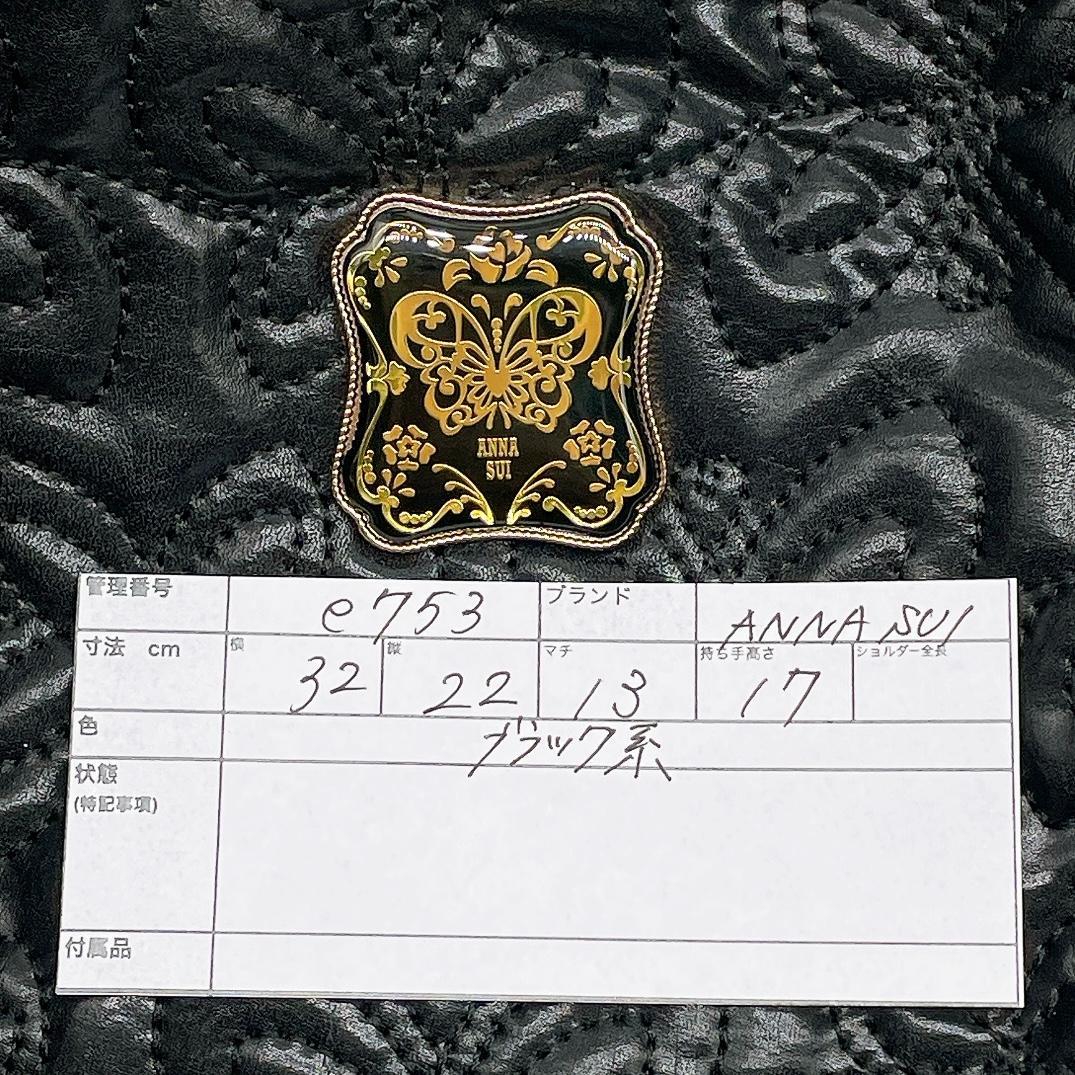 ANNA
SUI
管理番号 e753 ブランド ANNA SUI
寸法 cm 横 32 縦 22 マチ 13 持ち手高さ 17 ショルダー全長
色 ブラック系
状態
(特記事項)
付属品